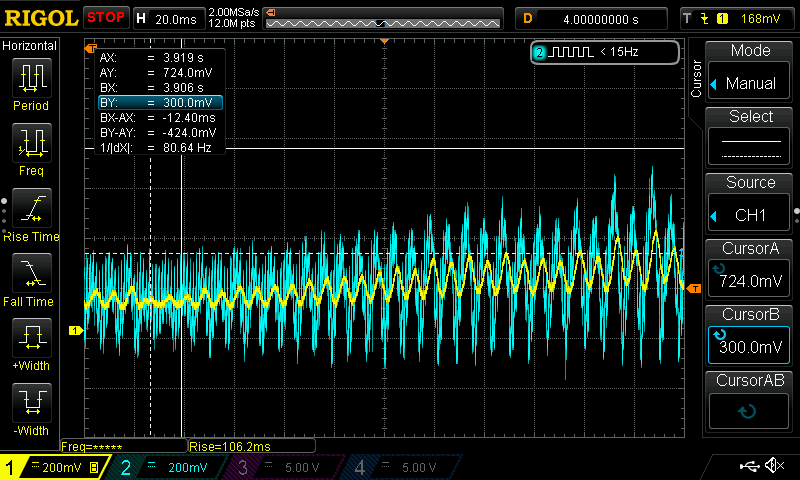 RIGOL STOP H 20.0ms 2.00MSa/s 12.0M pts D 4.00000000 s T 1 168mV
Horizontal
Period
Freq
Rise Time
Fall Time
+Width
-Width
T
AX: = 3.919 s
AY: = 724.0mV
BX: = 3.906 s
BY: = 300.0mV
BX-AX: = -12.40ms
BY-AY: = -424.0mV
1/|dX|: = 80.64 Hz
2 < 15Hz
1
T
Cursor
Mode
Manual
Select
Source
CH1
CursorA
724.0mV
CursorB
300.0mV
CursorAB
Freq=***** Rise=106.2ms
1 = 200mV B 2 = 200mV 3 = 5.00 V 4 = 5.00 V